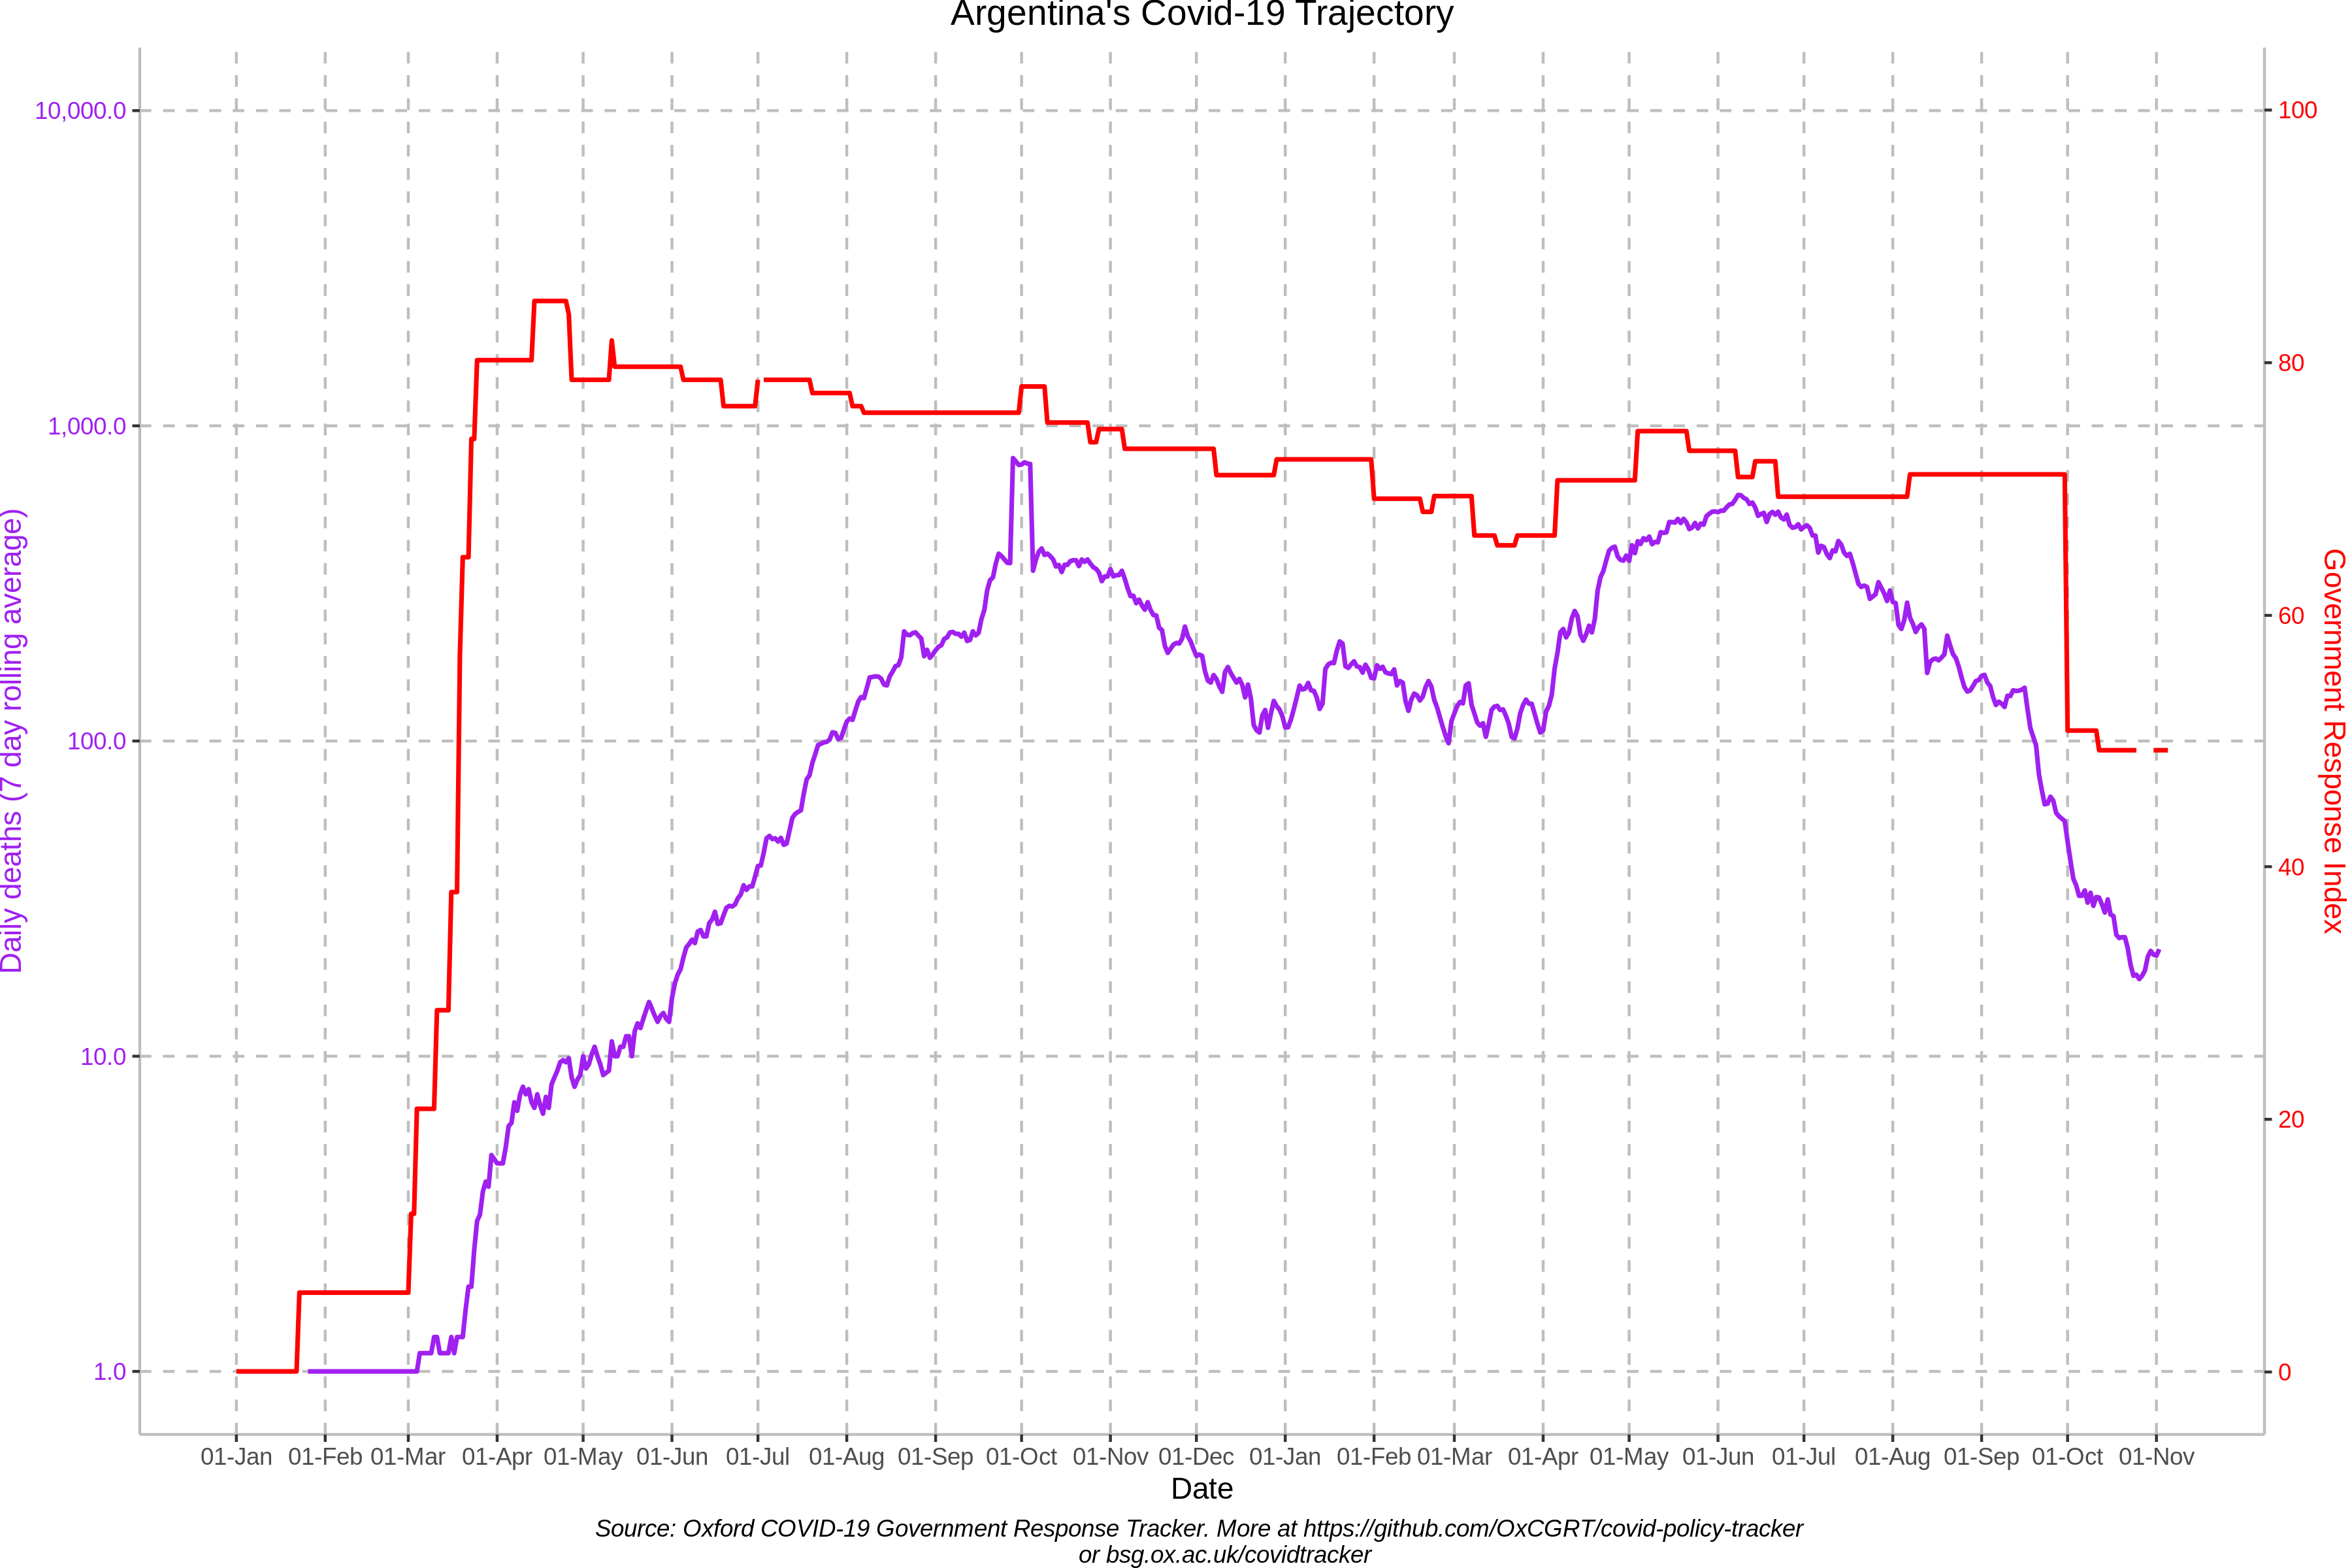 Argentina's Covid-19 Trajectory
10,000.0
1,000.0
100.0
10.0
1.0
Daily deaths (7 day rolling average)
100
80
60
40
20
0
Government Response Index
01-Jan 01-Feb 01-Mar 01-Apr 01-May 01-Jun 01-Jul 01-Aug 01-Sep 01-Oct 01-Nov 01-Dec 01-Jan 01-Feb 01-Mar 01-Apr 01-May 01-Jun 01-Jul 01-Aug 01-Sep 01-Oct 01-Nov
Date
Source: Oxford COVID-19 Government Response Tracker. More at https://github.com/OxCGRT/covid-policy-tracker
or bsg.ox.ac.uk/covidtracker